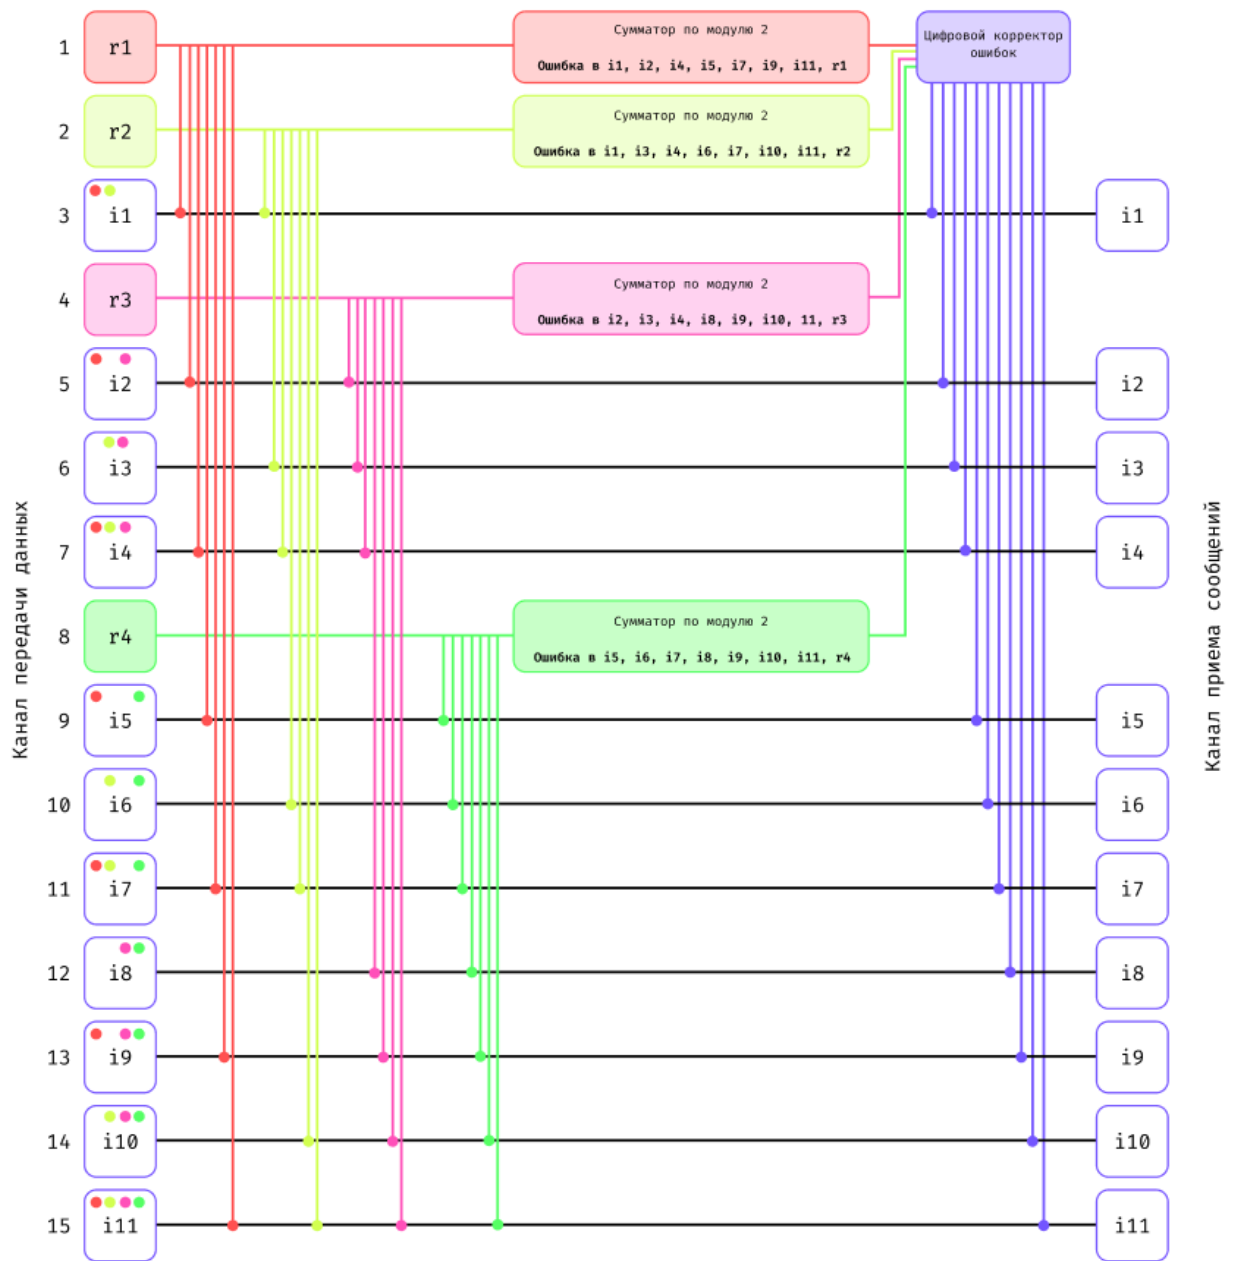 1 r1 Сумматор по модулю 2 Цифровой корректор
ошибок
Ошибка в i1, i2, i4, i5, i7, i9, i11, r1
2 r2 Сумматор по модулю 2
Ошибка в i1, i3, i4, i6, i7, i10, i11, r2
3 i1 i1
4 r3 Сумматор по модулю 2
Ошибка в i2, i3, i4, i8, i9, i10, 11, r3
5 i2 i2
6 i3 i3
7 i4 i4
8 r4 Сумматор по модулю 2
Ошибка в i5, i6, i7, i8, i9, i10, i11, r4
9 i5 i5
10 i6 i6
11 i7 i7
12 i8 i8
13 i9 i9
14 i10 i10
15 i11 i11
Канал передачи данных
Канал приема сообщений